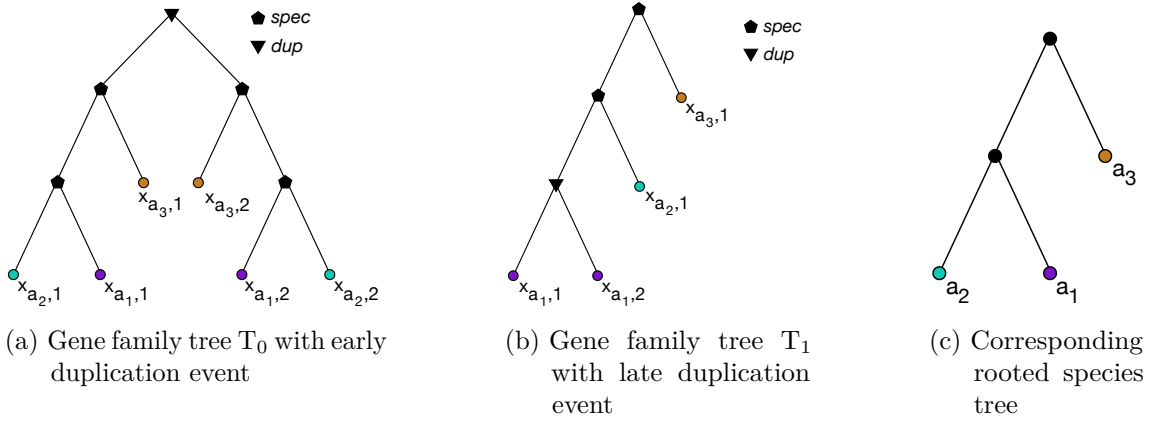 spec
dup
x_{a_3,1}
x_{a_3,2}
x_{a_2,1}
x_{a_1,1}
x_{a_1,2}
x_{a_2,2}
(a) Gene family tree T_0 with early
duplication event
spec
dup
x_{a_3,1}
x_{a_2,1}
x_{a_1,1}
x_{a_1,2}
(b) Gene family tree T_1
with late duplication
event
a_3
a_2
a_1
(c) Corresponding
rooted species
tree